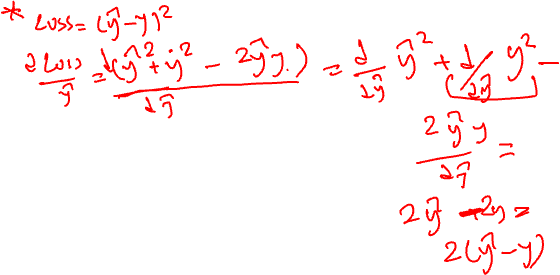 * Loss = (ŷ-y)²
∂Loss/ŷ = d(ŷ² + y² - 2ŷy.)/∂ŷ = d/∂ŷ ŷ² + d/∂ŷ y² -
2ŷy/∂ŷ =
2ŷ - 2y =
2(ŷ-y)